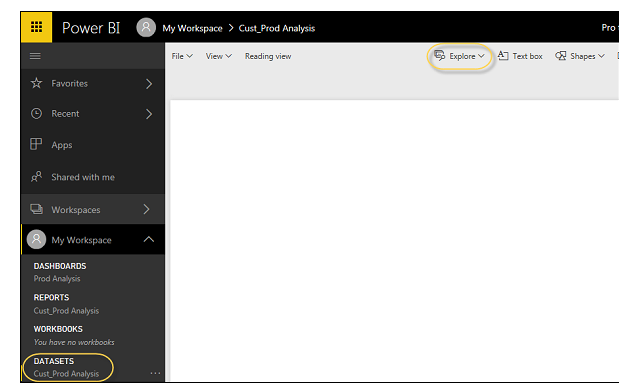 Power BI My Workspace > Cust_Prod Analysis Pro
File View Reading view Explore Text box Shapes
Favorites
Recent
Apps
Shared with me
Workspaces
My Workspace
DASHBOARDS
Prod Analysis
REPORTS
Cust_Prod Analysis
WORKBOOKS
You have no workbooks
DATASETS
Cust_Prod Analysis ...